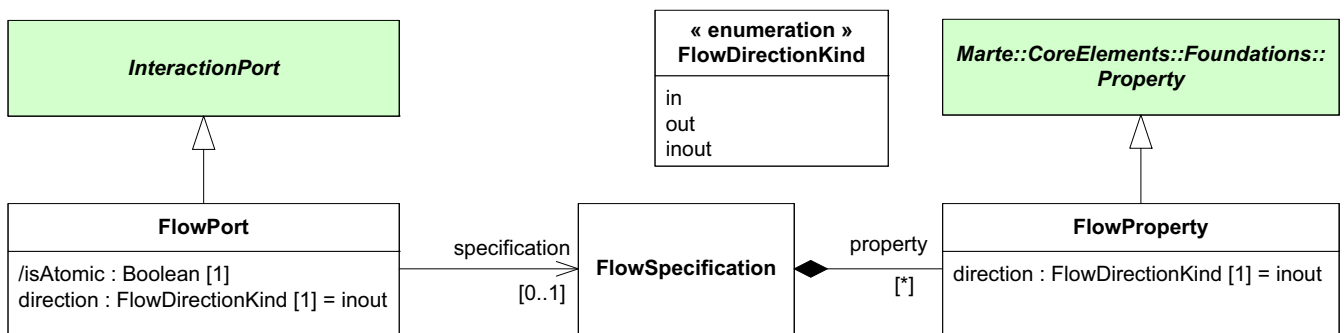 InteractionPort
« enumeration »
FlowDirectionKind
in
out
inout
Marte::CoreElements::Foundations::
Property
FlowPort
/isAtomic : Boolean [1]
direction : FlowDirectionKind [1] = inout
specification
[0..1]
FlowSpecification
property
[*]
FlowProperty
direction : FlowDirectionKind [1] = inout